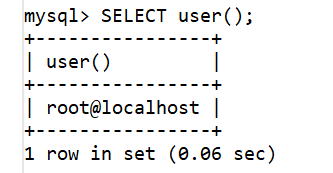 mysql> SELECT user();
+----------------+
| user()         |
+----------------+
| root@localhost |
+----------------+
1 row in set (0.06 sec)